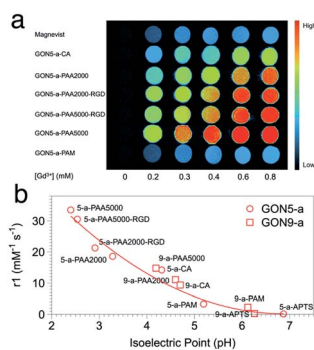 a
Magnevist
GON5-a-CA
GON5-a-PAA2000
GON5-a-PAA2000-RGD
GON5-a-PAA5000-RGD
GON5-a-PAA5000
GON5-a-PAM
[Gd³⁺] (mM) 0 0.2 0.3 0.4 0.6 0.8
High
Low
b
r1 (mM⁻¹ s⁻¹)
40
30
20
10
0
5-a-PAA5000
5-a-PAA5000-RGD
5-a-PAA2000-RGD
5-a-PAA2000
9-a-PAA5000
5-a-CA
9-a-PAA2000
9-a-CA
5-a-PAM
9-a-PAM
9-a-APTS
5-a-APTS
GON5-a
GON9-a
2 3 4 5 6 7
Isoelectric Point (pH)